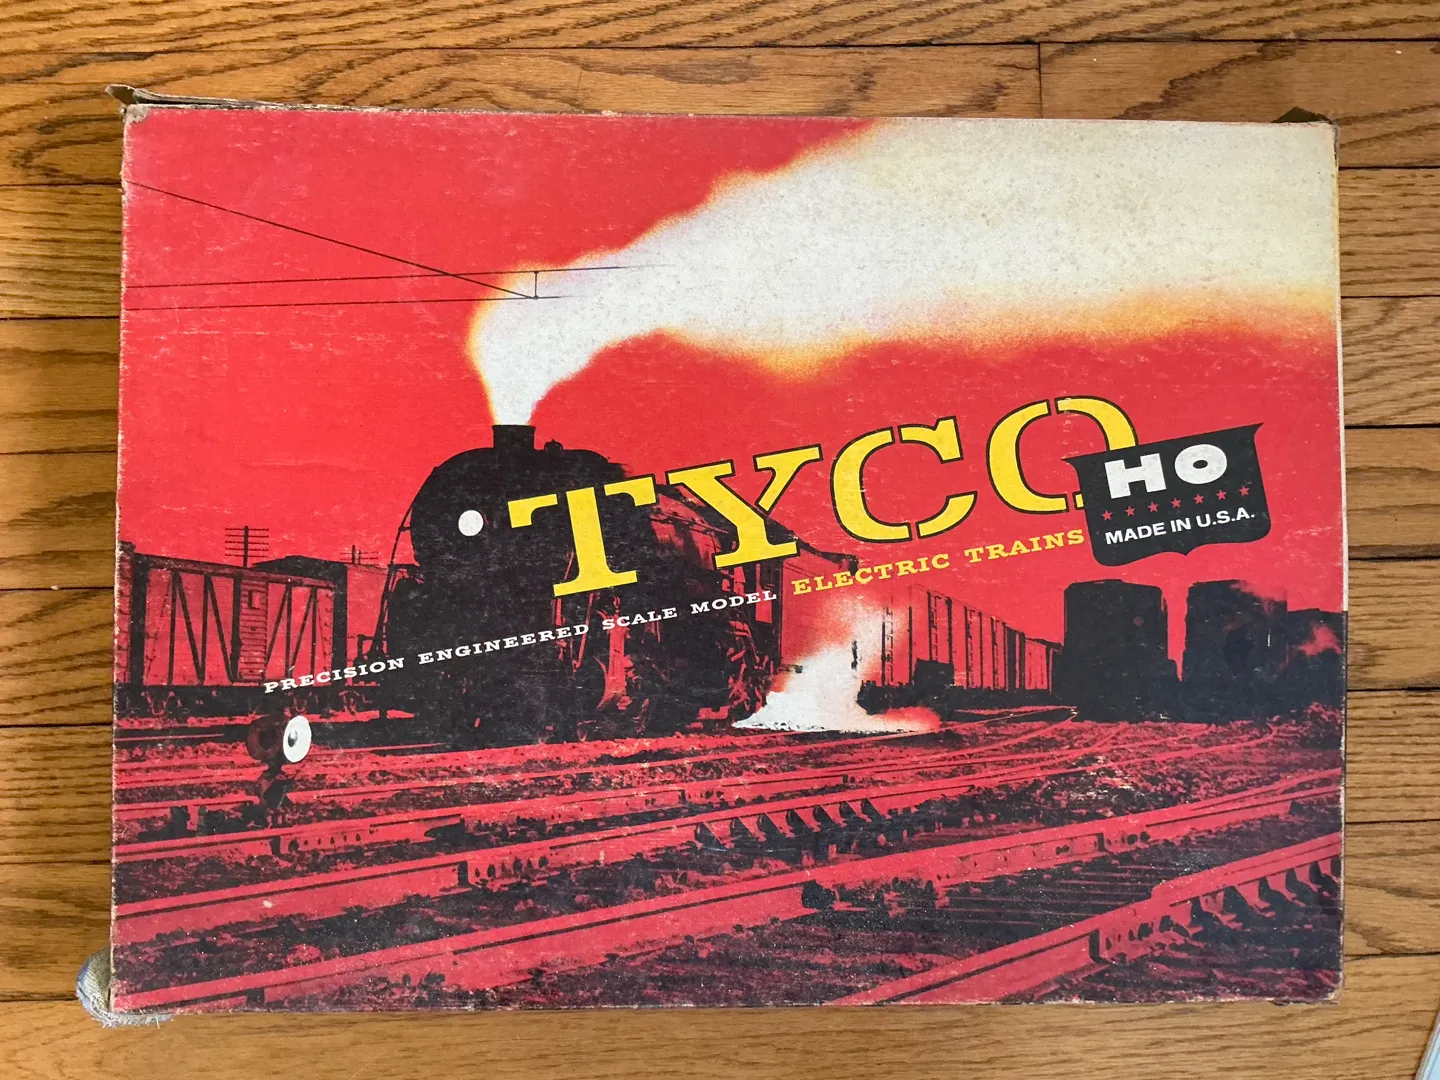 TYCO
HO
MADE IN U.S.A.
PRECISION ENGINEERED SCALE MODEL ELECTRIC TRAINS